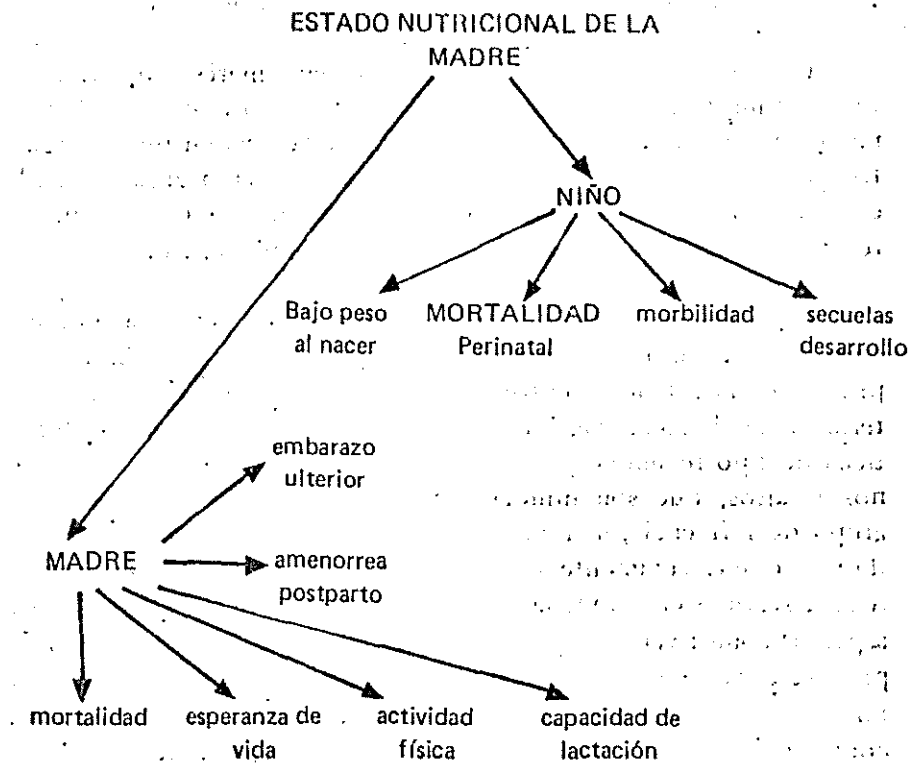 ESTADO NUTRICIONAL DE LA
MADRE
NIÑO
Bajo peso
al nacer
MORTALIDAD
Perinatal
morbilidad
secuelas
desarrollo
embarazo
ulterior
MADRE
amenorrea
postparto
mortalidad
esperanza de
vida
actividad
física
capacidad de
lactación